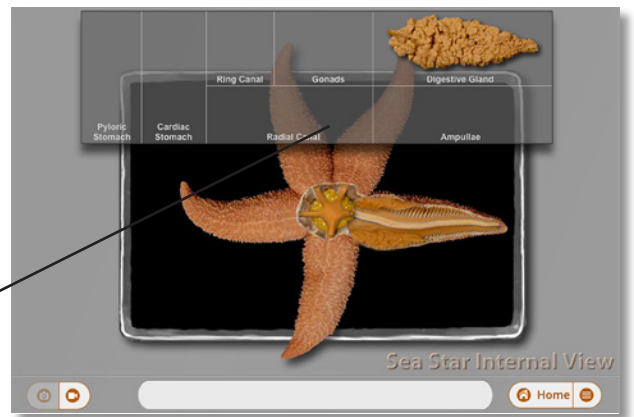 Ring Canal
Gonads
Digestive Gland
Pyloric
Stomach
Cardiac
Stomach
Radial Canal
Ampullae
Sea Star Internal View
Home